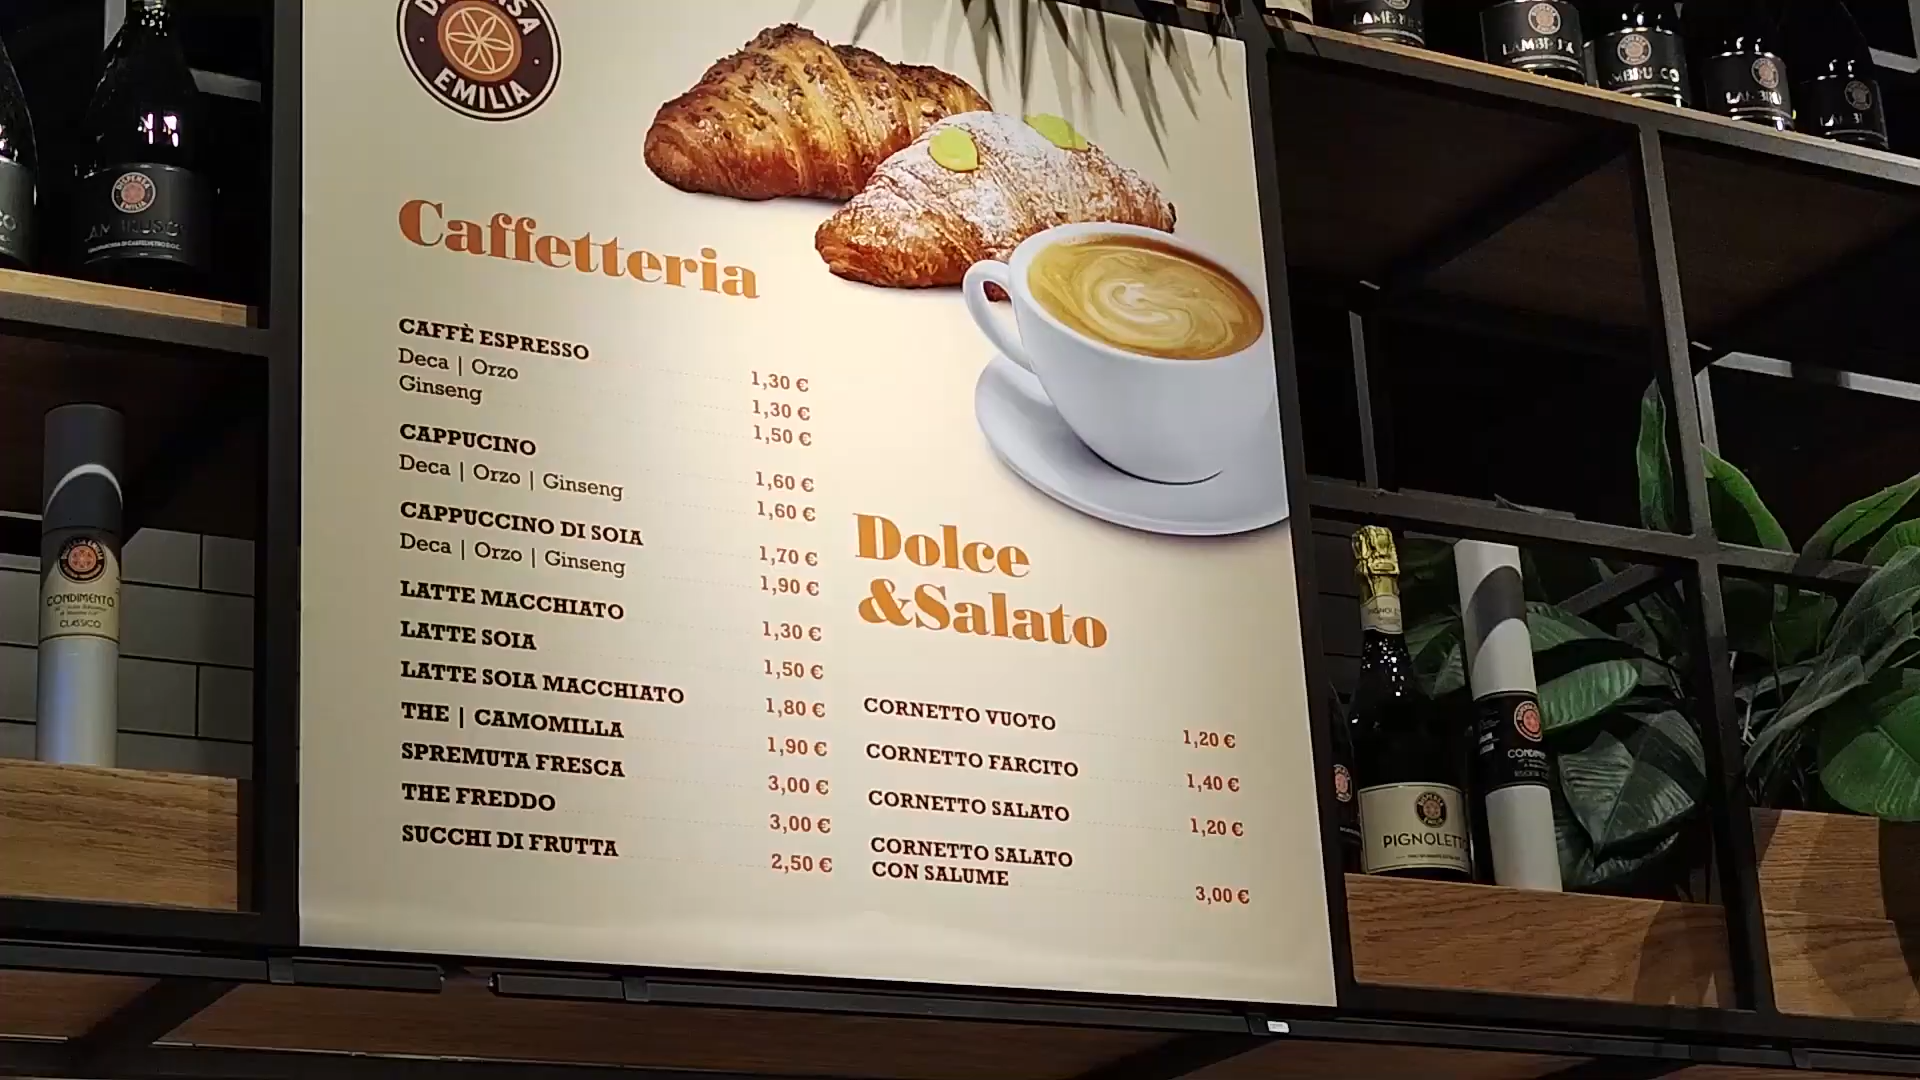 DISPENSA
EMILIA
Caffetteria
CAFFÈ ESPRESSO 1,30 €
Deca | Orzo 1,30 €
Ginseng 1,50 €
CAPPUCINO 1,60 €
Deca | Orzo | Ginseng 1,60 €
CAPPUCCINO DI SOIA 1,70 €
Deca | Orzo | Ginseng 1,90 €
LATTE MACCHIATO 1,30 €
LATTE SOIA 1,50 €
LATTE SOIA MACCHIATO 1,80 €
THE | CAMOMILLA 1,90 €
SPREMUTA FRESCA 3,00 €
THE FREDDO 3,00 €
SUCCHI DI FRUTTA 2,50 €
Dolce
&Salato
CORNETTO VUOTO 1,20 €
CORNETTO FARCITO 1,40 €
CORNETTO SALATO 1,20 €
CORNETTO SALATO
CON SALUME 3,00 €
DISPENSA
EMILIA
LAMBRUSCO
CONDIMENTO
CLASSICO
LAMBRUSCO
PIGNOLETTO